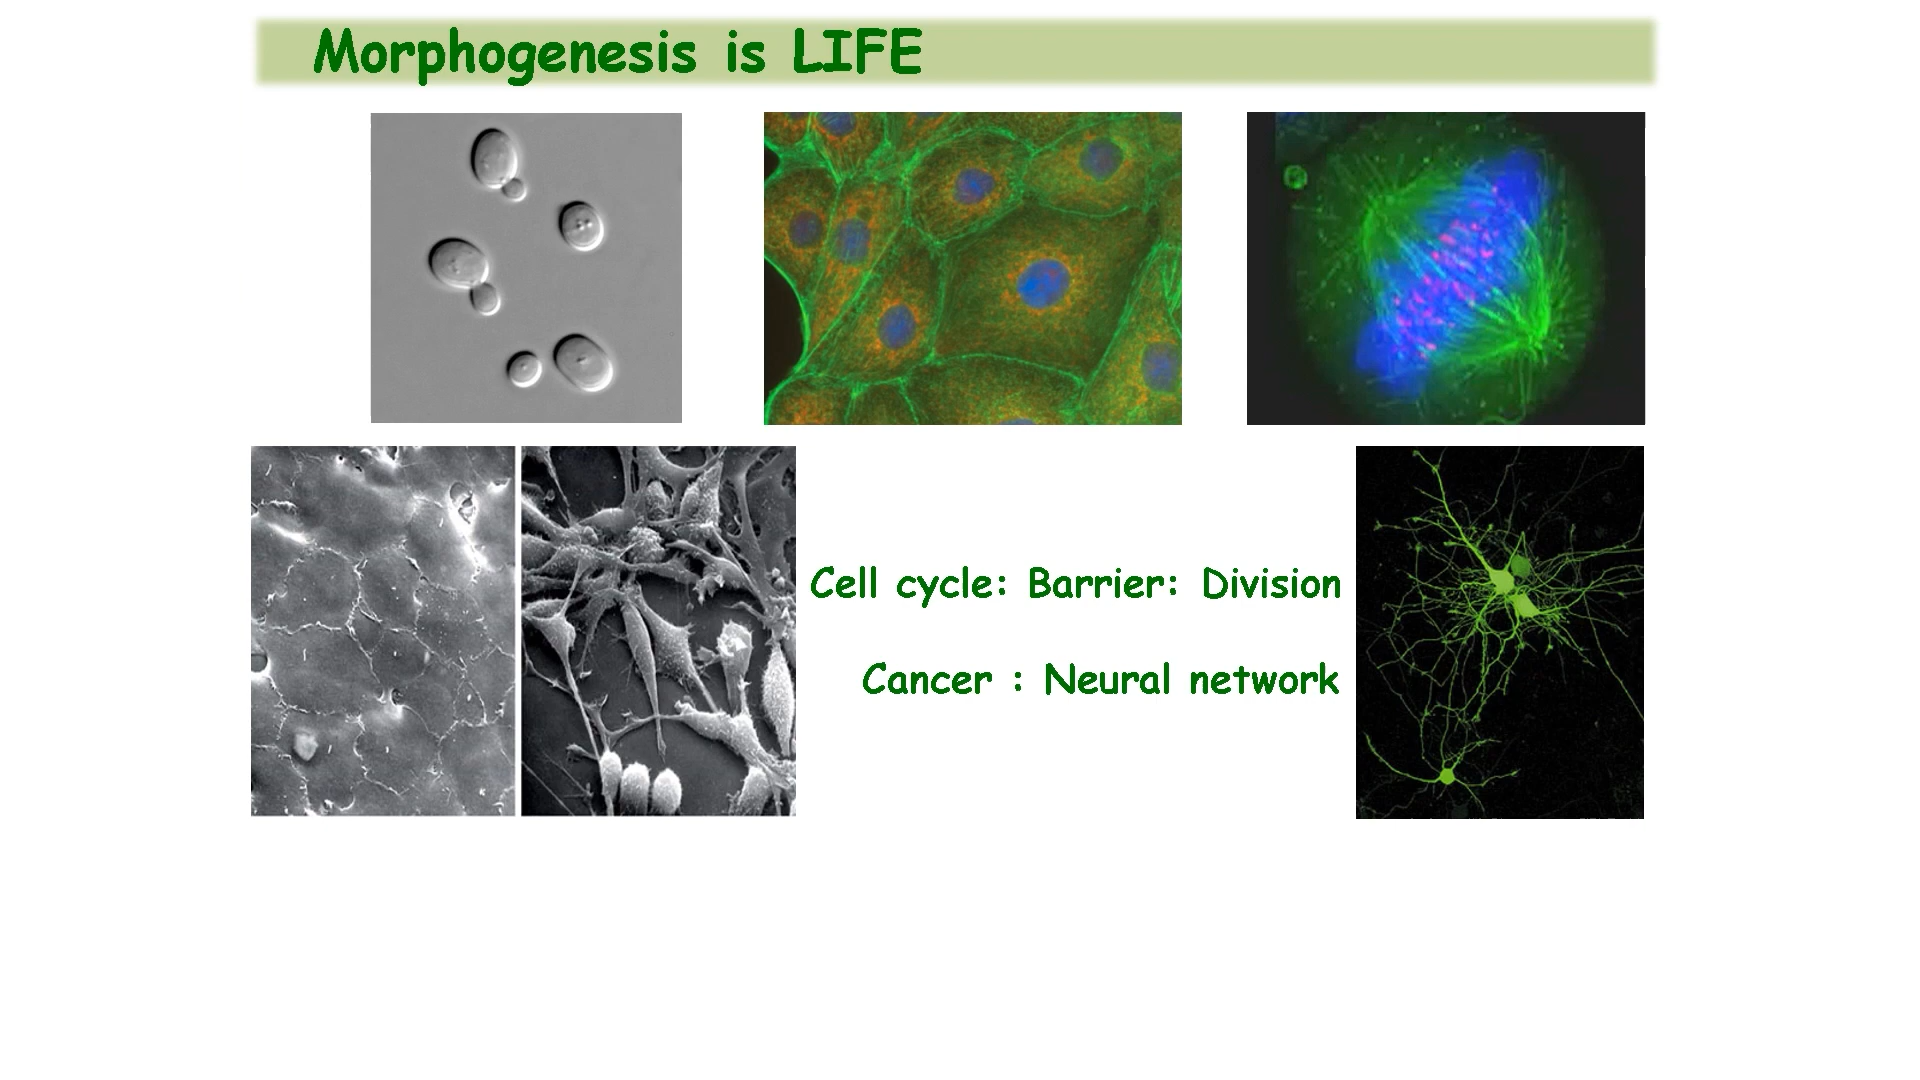 Morphogenesis is LIFE
Cell cycle: Barrier: Division
Cancer : Neural network